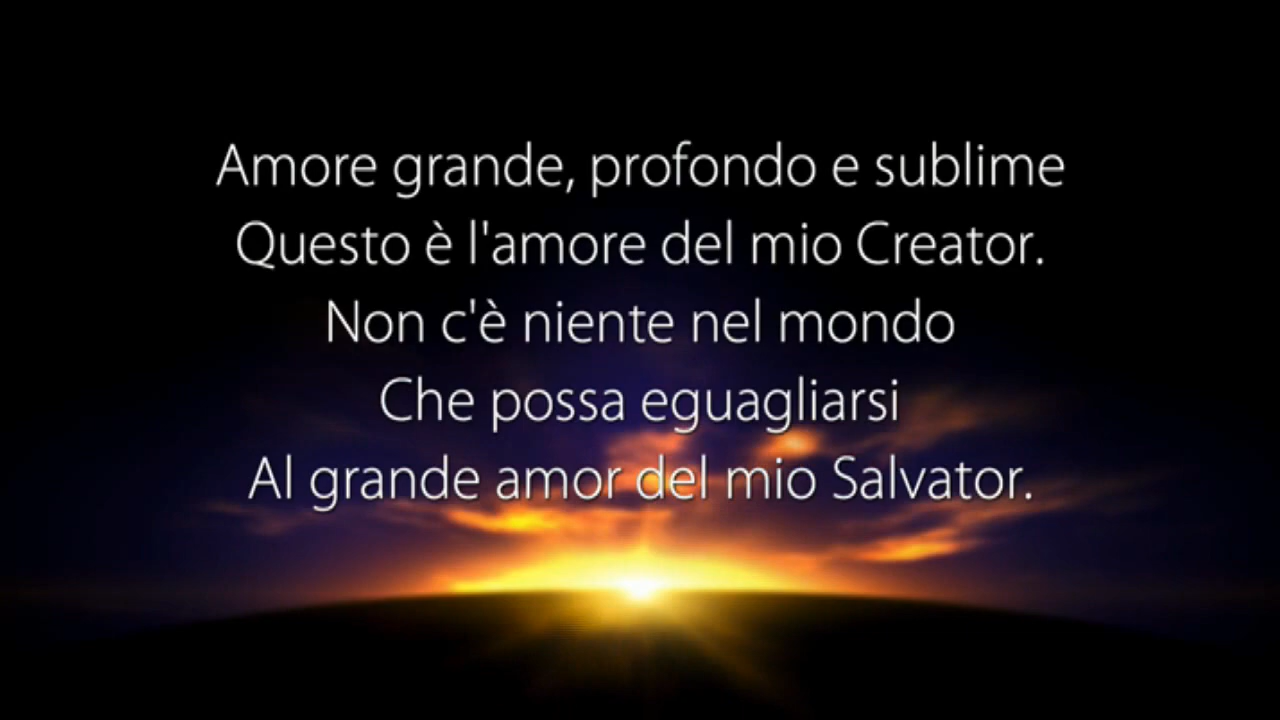 Amore grande, profondo e sublime
Questo è l'amore del mio Creator.
Non c'è niente nel mondo
Che possa eguagliarsi
Al grande amor del mio Salvator.